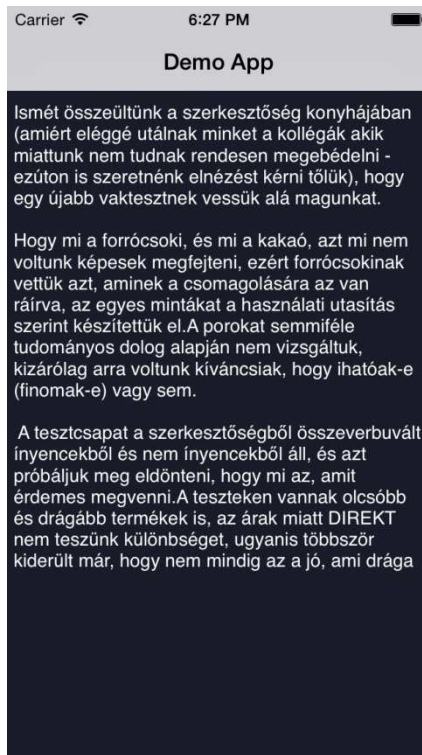 Carrier 6:27 PM
Demo App
Ismét összeültünk a szerkesztőség konyhájában
(amiért eléggé utálnak minket a kollégák akik
miattunk nem tudnak rendesen megebédelni -
ezúton is szeretnénk elnézést kérni tőlük), hogy
egy újabb vaktesztnek vessük alá magunkat.
Hogy mi a forrócsoki, és mi a kakaó, azt mi nem
voltunk képesek megfejteni, ezért forrócsokinak
vettük azt, aminek a csomagolására az van
ráírva, az egyes mintákat a használati utasítás
szerint készítettük el.A porokat semmiféle
tudományos dolog alapján nem vizsgáltuk,
kizárólag arra voltunk kíváncsiak, hogy ihatóak-e
(finomak-e) vagy sem.
A tesztcsapat a szerkesztőségből összeverbuvált
ínyencekből és nem ínyencekből áll, és azt
próbáljuk meg eldönteni, hogy mi az, amit
érdemes megvenni.A teszteken vannak olcsóbb
és drágább termékek is, az árak miatt DIREKT
nem teszünk különbséget, ugyanis többször
kiderült már, hogy nem mindig az a jó, ami drága